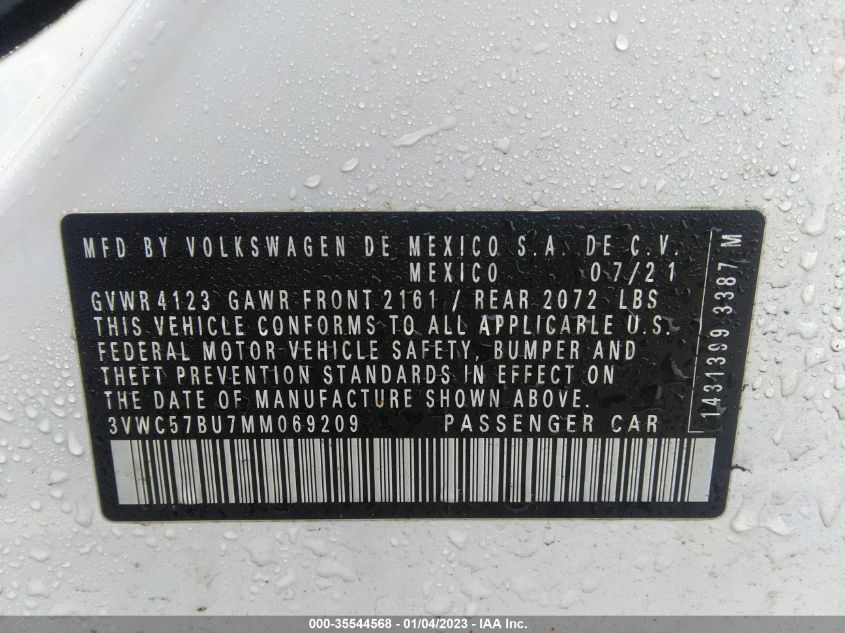 MFD BY VOLKSWAGEN DE MEXICO S.A. DE C.V.
MEXICO 07/21
GVWR 4123 GAWR FRONT 2161 / REAR 2072 LBS
THIS VEHICLE CONFORMS TO ALL APPLICABLE U.S.
FEDERAL MOTOR VEHICLE SAFETY, BUMPER AND
THEFT PREVENTION STANDARDS IN EFFECT ON
THE DATE OF MANUFACTURE SHOWN ABOVE.
3VWC57BU7MM069209 PASSENGER CAR
1431399 3387 M
000-35544568 - 01/04/2023 - IAA Inc.